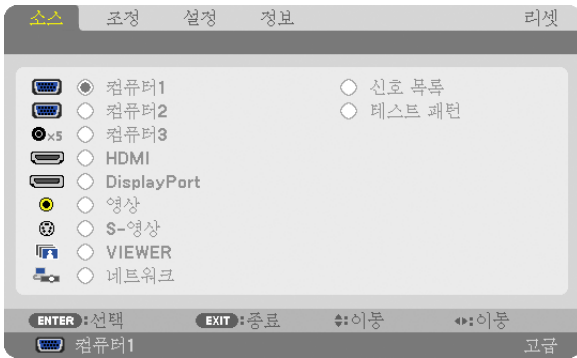 소스 조정 설정 정보 리셋
컴퓨터1 신호 목록
컴퓨터2 테스트 패턴
×5 컴퓨터3
HDMI
DisplayPort
영상
S-영상
VIEWER
네트워크
ENTER :선택 EXIT :종료 :이동 :이동
컴퓨터1 고급